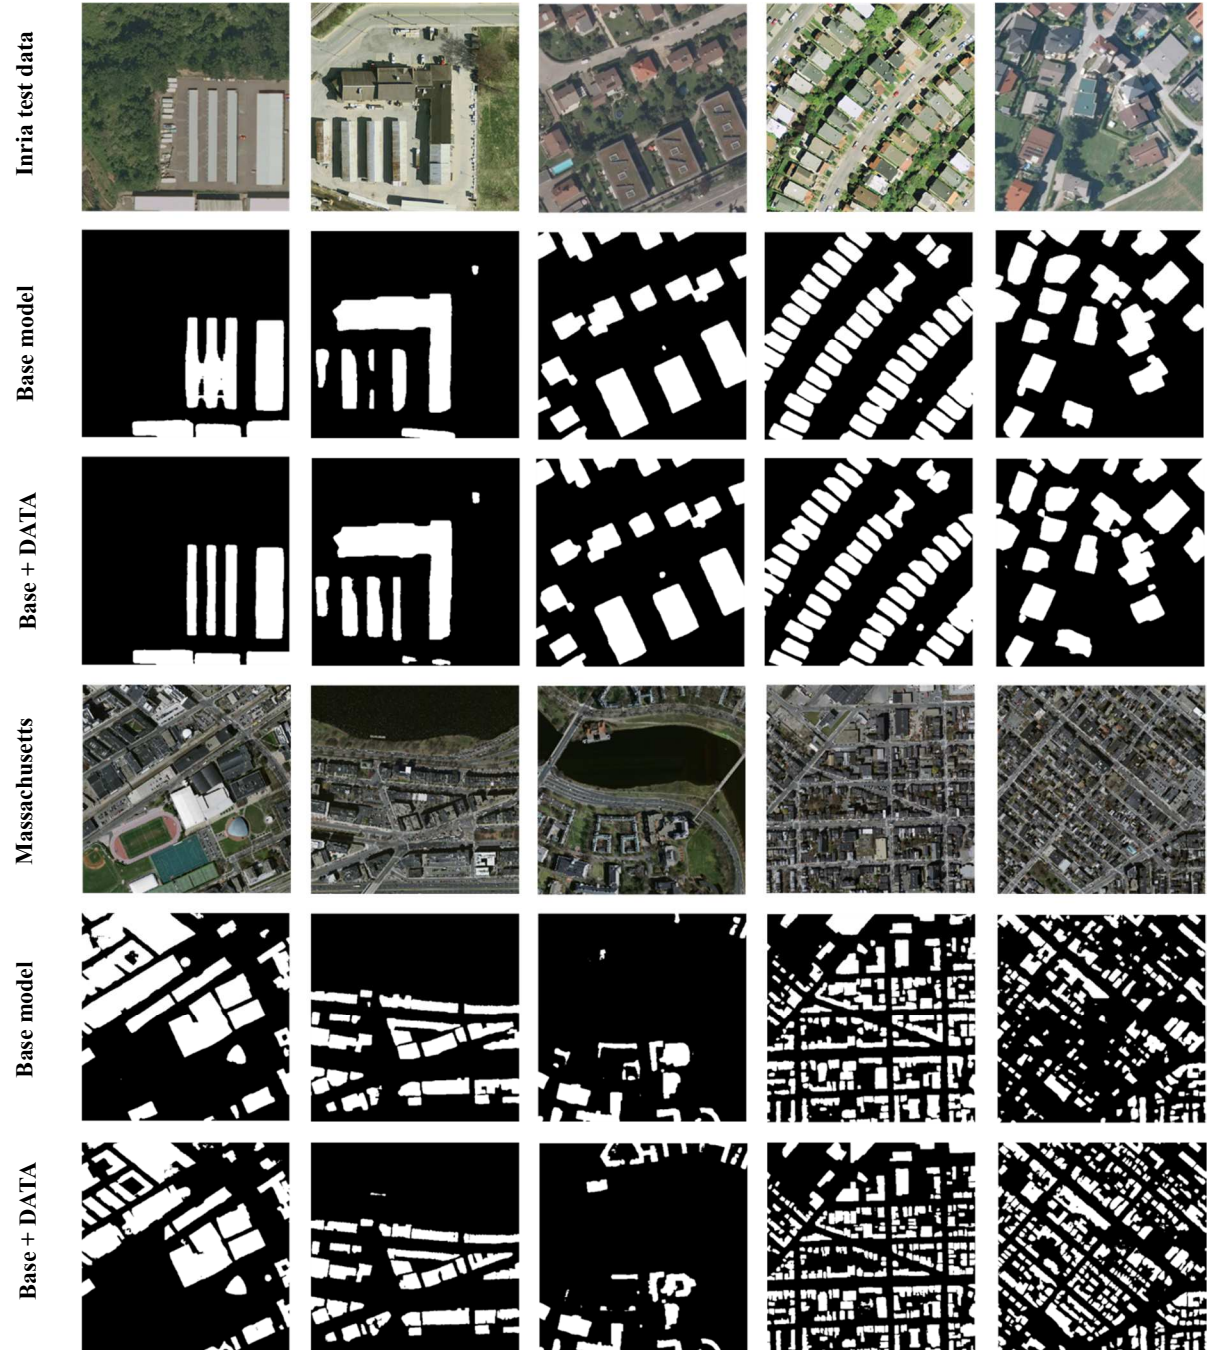 Inria test data
Base model
Base + DATA
Massachusetts
Base model
Base + DATA